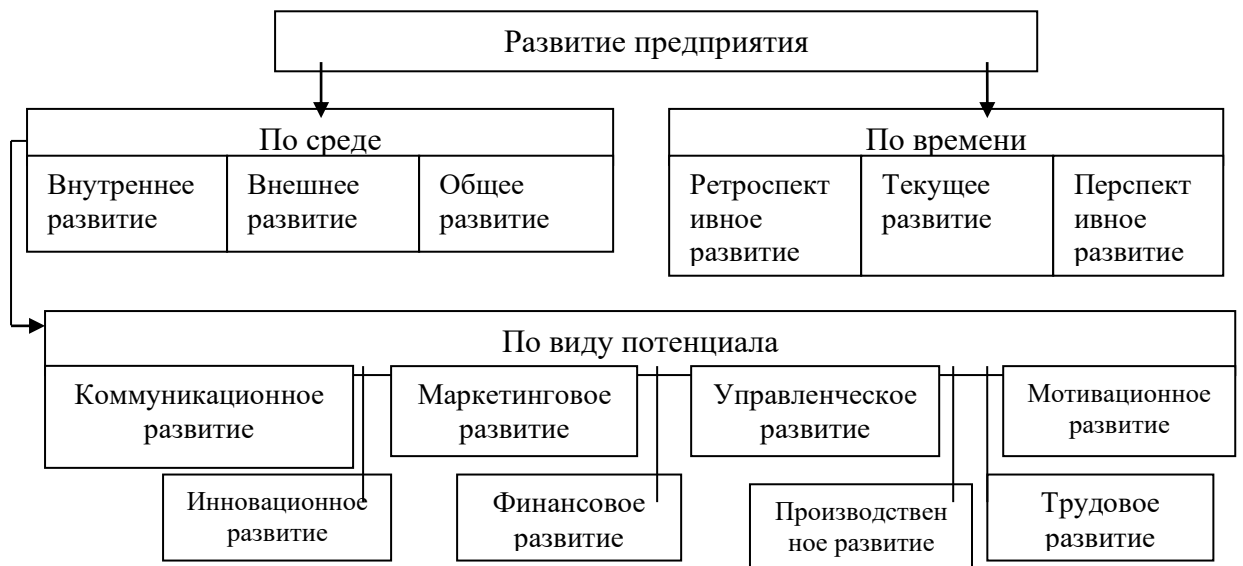 Развитие предприятия
По среде
Внутреннее
развитие
Внешнее
развитие
Общее
развитие
По времени
Ретроспект
ивное
развитие
Текущее
развитие
Перспект
ивное
развитие
По виду потенциала
Коммуникационное
развитие
Маркетинговое
развитие
Управленческое
развитие
Мотивационное
развитие
Инновационное
развитие
Финансовое
развитие
Производствен
ное развитие
Трудовое
развитие